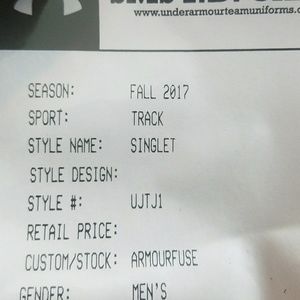 www.underarmourteamuniforms.c
SEASON: FALL 2017
SPORT: TRACK
STYLE NAME: SINGLET
STYLE DESIGN:
STYLE #: UJTJ1
RETAIL PRICE:
CUSTOM/STOCK: ARMOURFUSE
GENDER: MEN'S